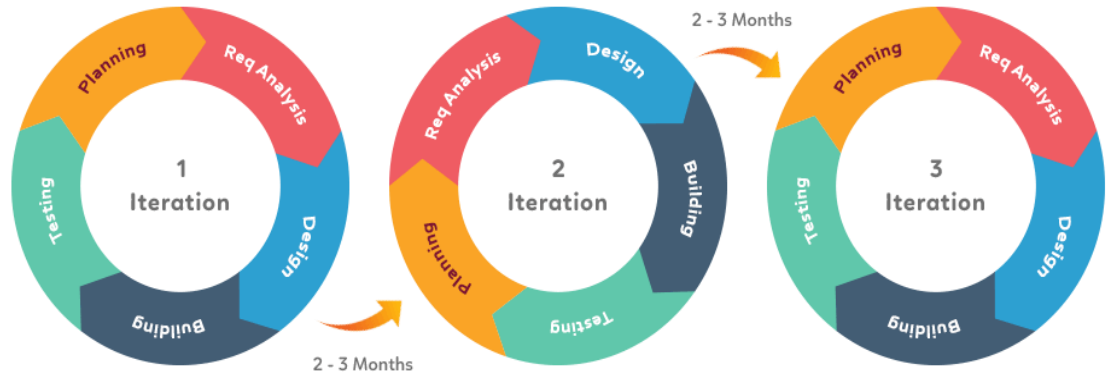 Planning
Req Analysis
Design
Building
Testing
1
Iteration
2 - 3 Months
Planning
Req Analysis
Design
Building
Testing
2
Iteration
2 - 3 Months
Planning
Req Analysis
Design
Building
Testing
3
Iteration